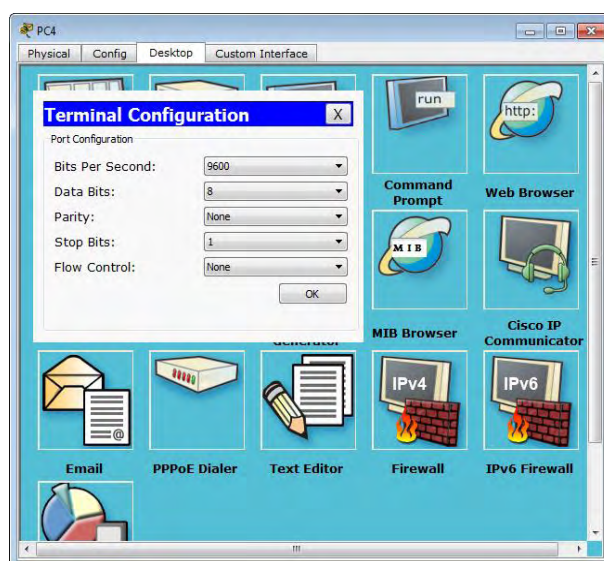 PC4
Physical Config Desktop Custom Interface
Terminal Configuration X
Port Configuration
Bits Per Second: 9600
Data Bits: 8
Parity: None
Stop Bits: 1
Flow Control: None
OK
run
http:
Command Prompt
Web Browser
MIB
Generator
MIB Browser
Cisco IP Communicator
@
IPv4
IPv6
Email
PPPoE Dialer
Text Editor
Firewall
IPv6 Firewall